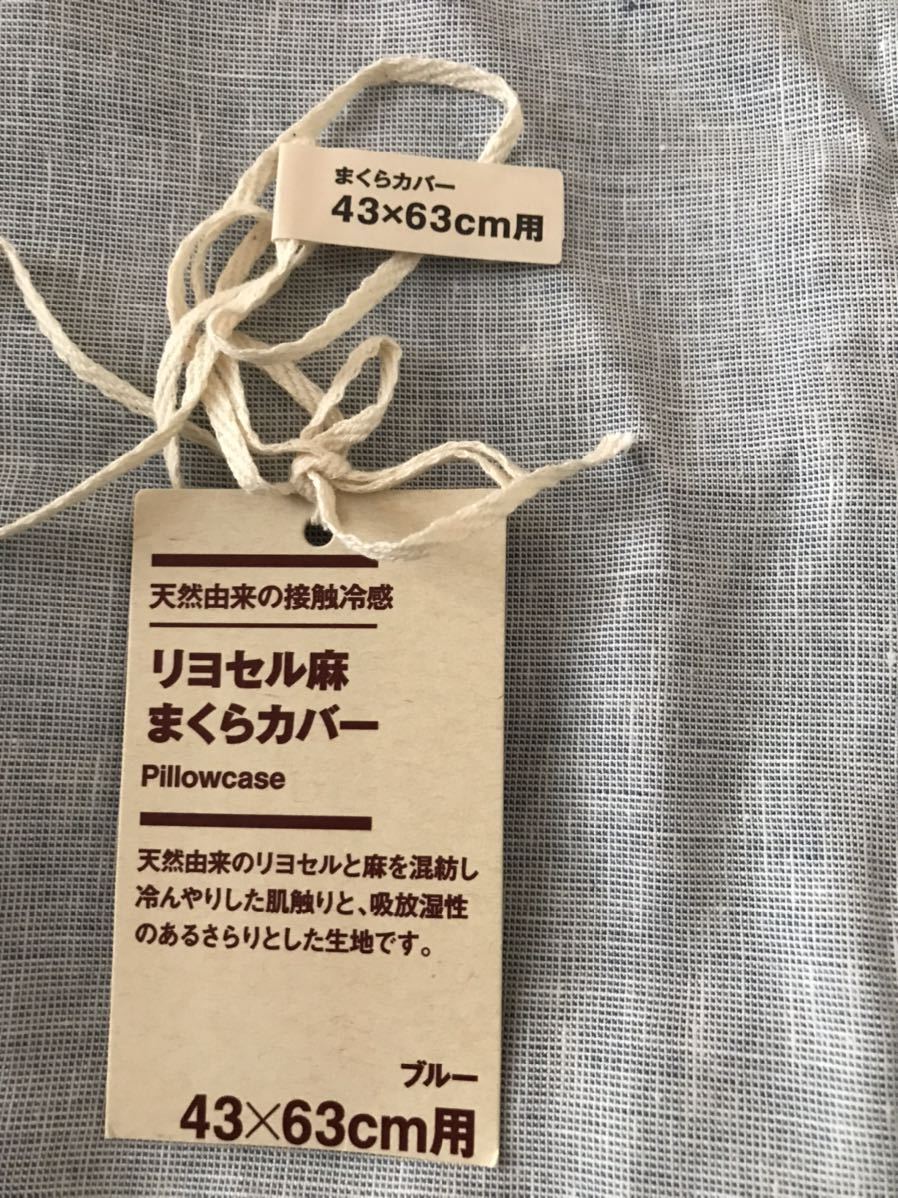 まくらカバー
43×63cm用
天然由来の接触冷感
リヨセル麻
まくらカバー
Pillowcase
天然由来のリヨセルと麻を混紡し
冷んやりした肌触りと、吸放湿性
のあるさらりとした生地です。
ブルー
43×63cm用